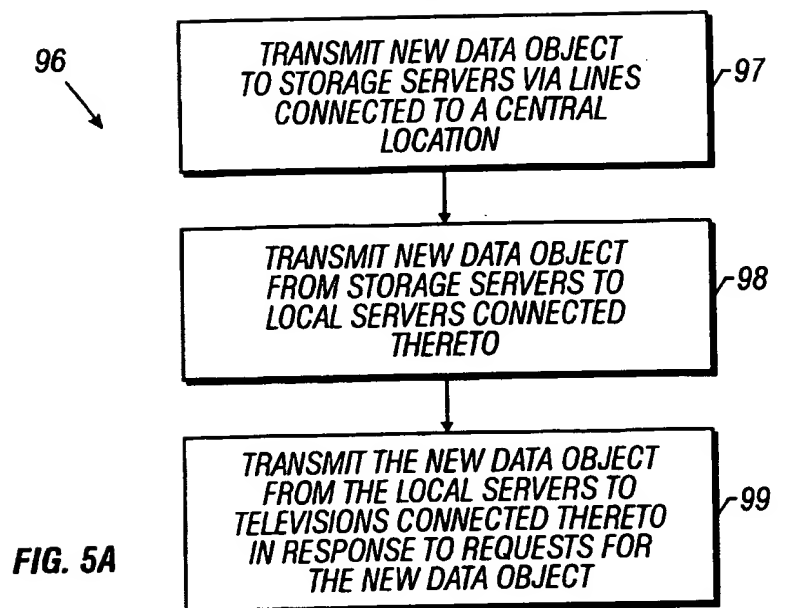 96
TRANSMIT NEW DATA OBJECT
TO STORAGE SERVERS VIA LINES
CONNECTED TO A CENTRAL
LOCATION
97
TRANSMIT NEW DATA OBJECT
FROM STORAGE SERVERS TO
LOCAL SERVERS CONNECTED
THERETO
98
TRANSMIT THE NEW DATA OBJECT
FROM THE LOCAL SERVERS TO
TELEVISIONS CONNECTED THERETO
IN RESPONSE TO REQUESTS FOR
THE NEW DATA OBJECT
99
FIG. 5A